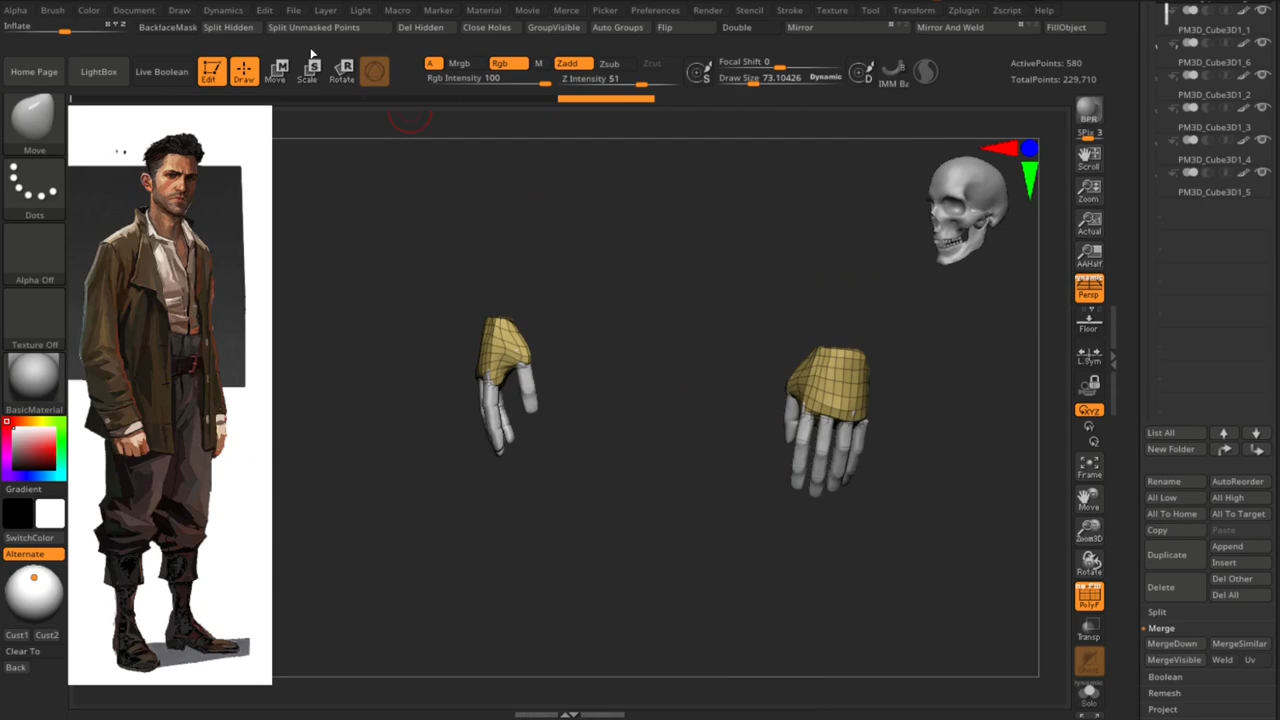 Alpha Brush Color Document Draw Dynamics Edit File Layer Light Macro Marker Material Movie Merce Picker Preferences Render Stencil Stroke Texture Tool Transform Zplugin Zscript Help
Inflate BackfaceMask Split Hidden Split Unmasked Points Del Hidden Close Holes GroupVisible Auto Groups Flip Double Mirror Mirror And Weld FillObject
PM3D_Cube3D1_1
Home Page LightBox Live Boolean Edit Draw Move Scale Rotate
A Mrgb Rgb M Zadd Zsub Zcut
Rgb Intensity 100 Z Intensity 51
Focal Shift 0
Draw Size 73.10426 Dynamic
S D IMM Ba
ActivePoints: 580
TotalPoints: 229,710
PM3D_Cube3D1_6
PM3D_Cube3D1_2
PM3D_Cube3D1_3
PM3D_Cube3D1_4
PM3D_Cube3D1_5
Move
Dots
Alpha Off
Texture Off
BasicMaterial
Gradient
SwitchColor
Alternate
Cust1 Cust2
Clear To
Back
BPR
SPix 3
Scroll
Zoom
Actual
AAHalf
Dynamic
Persp
Floor
L.Sym
XYZ
Frame
Move
Zoom3D
Rotate
PolyF
Transp
Dynamic
Solo
List All
New Folder
Rename AutoReorder
All Low All High
All To Home All To Target
Copy Paste
Duplicate Append
Insert
Delete Del Other
Del All
Split
Merge
MergeDown MergeSimilar
MergeVisible Weld Uv
Boolean
Remesh
Project